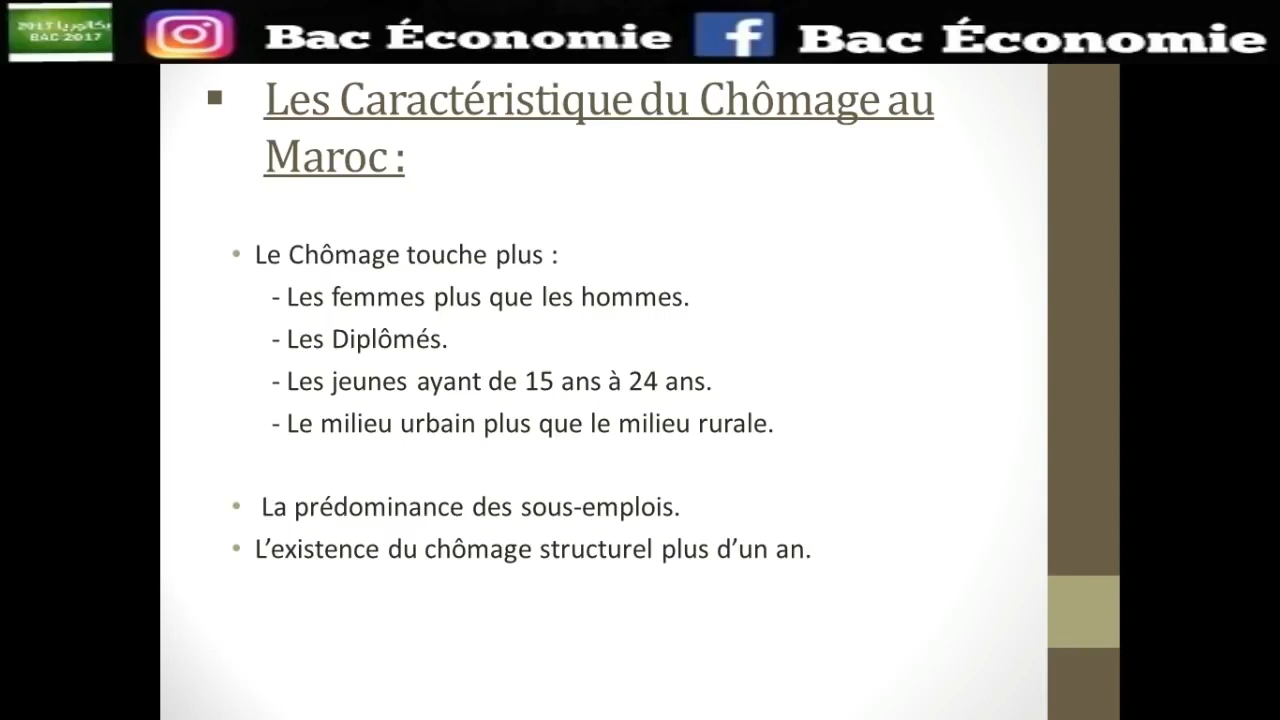 بكالوريا 2017
BAC 2017
Bac Économie
Bac Économie
Les Caractéristique du Chômage au
Maroc :
Le Chômage touche plus :
- Les femmes plus que les hommes.
- Les Diplômés.
- Les jeunes ayant de 15 ans à 24 ans.
- Le milieu urbain plus que le milieu rurale.
La prédominance des sous-emplois.
L’existence du chômage structurel plus d’un an.